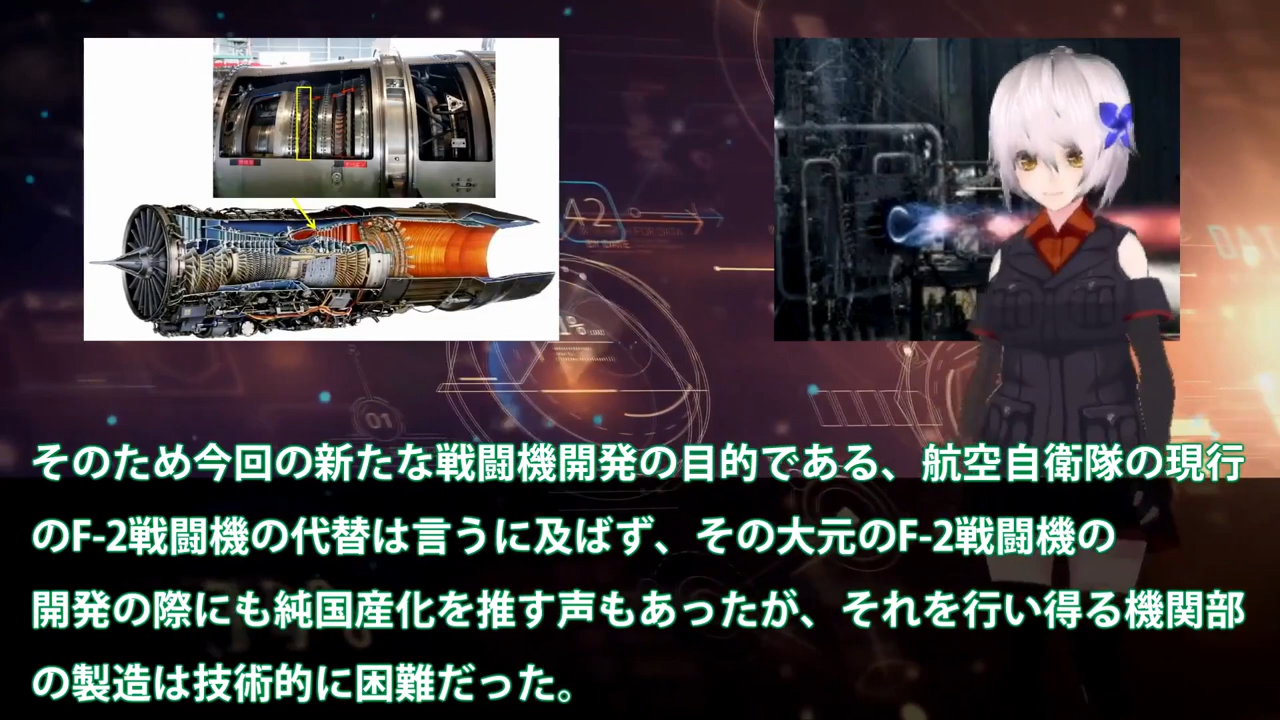 A2
01
そのため今回の新たな戦闘機開発の目的である、航空自衛隊の現行
のF-2戦闘機の代替は言うに及ばず、その大元のF-2戦闘機の
開発の際にも純国産化を推す声もあったが、それを行い得る機関部
の製造は技術的に困難だった。